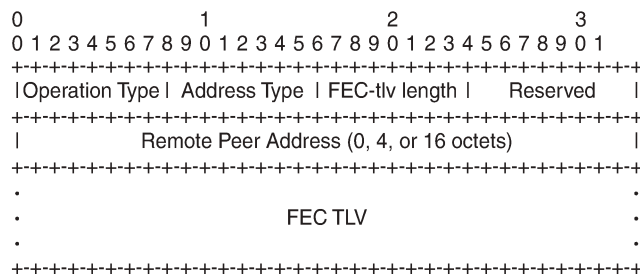 0 1 2 3
0 1 2 3 4 5 6 7 8 9 0 1 2 3 4 5 6 7 8 9 0 1 2 3 4 5 6 7 8 9 0 1
+-+-+-+-+-+-+-+-+-+-+-+-+-+-+-+-+-+-+-+-+-+-+-+-+-+-+-+-+-+-+-+-+
| Operation Type | Address Type | FEC-tlv length | Reserved |
+-+-+-+-+-+-+-+-+-+-+-+-+-+-+-+-+-+-+-+-+-+-+-+-+-+-+-+-+-+-+-+-+
| Remote Peer Address (0, 4, or 16 octets) |
+-+-+-+-+-+-+-+-+-+-+-+-+-+-+-+-+-+-+-+-+-+-+-+-+-+-+-+-+-+-+-+-+
. .
. FEC TLV .
. .
+-+-+-+-+-+-+-+-+-+-+-+-+-+-+-+-+-+-+-+-+-+-+-+-+-+-+-+-+-+-+-+-+